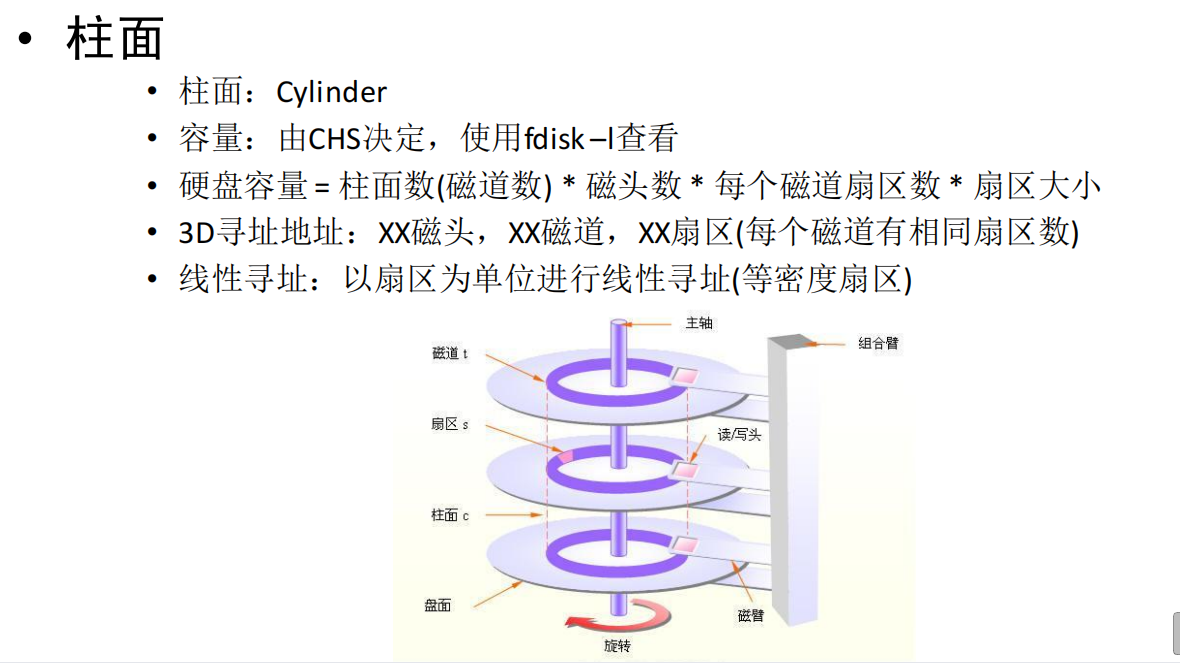 • 柱面
• 柱面：Cylinder
• 容量：由CHS决定，使用fdisk –l查看
• 硬盘容量 = 柱面数(磁道数) * 磁头数 * 每个磁道扇区数 * 扇区大小
• 3D寻址地址：XX磁头，XX磁道，XX扇区(每个磁道有相同扇区数)
• 线性寻址：以扇区为单位进行线性寻址(等密度扇区)
主轴
组合臂
磁道 t
扇区 s
读/写头
柱面 c
盘面
磁臂
旋转